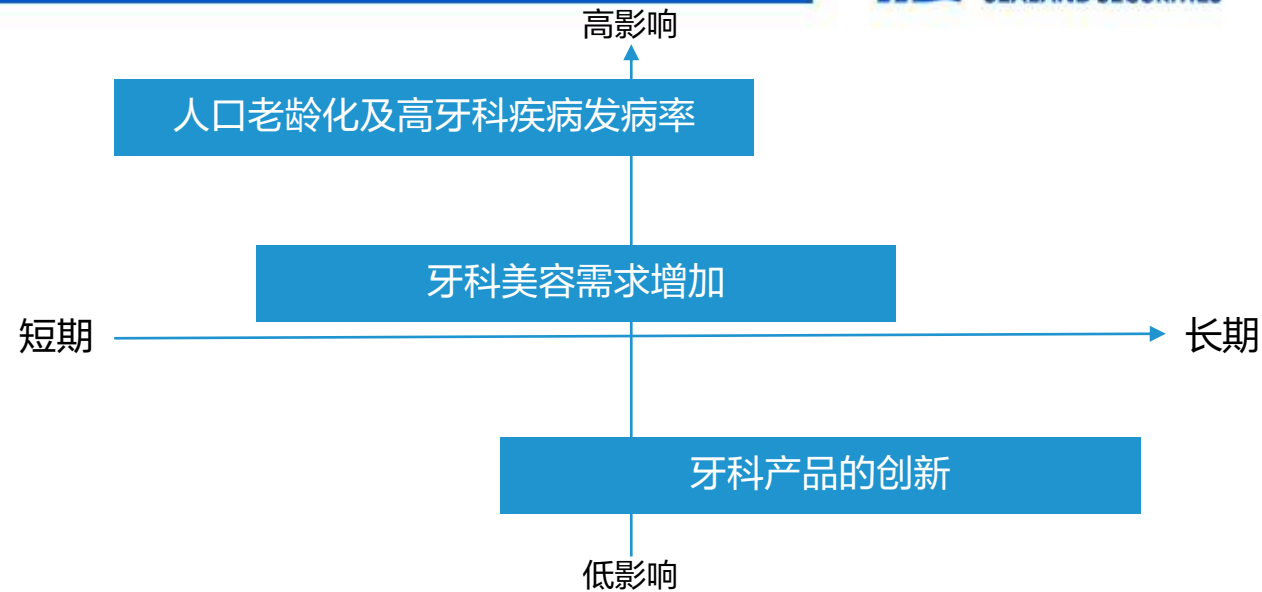 高影响
人口老龄化及高牙科疾病发病率
牙科美容需求增加
短期
长期
牙科产品的创新
低影响